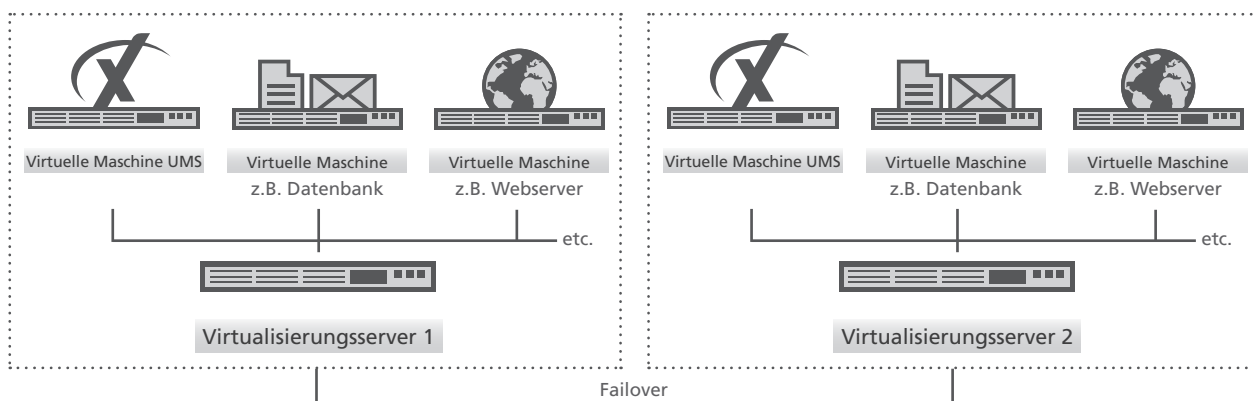 Virtuelle Maschine UMS
Virtuelle Maschine
z.B. Datenbank
Virtuelle Maschine
z.B. Webserver
etc.
Virtualisierungsserver 1
Virtuelle Maschine UMS
Virtuelle Maschine
z.B. Datenbank
Virtuelle Maschine
z.B. Webserver
etc.
Virtualisierungsserver 2
Failover